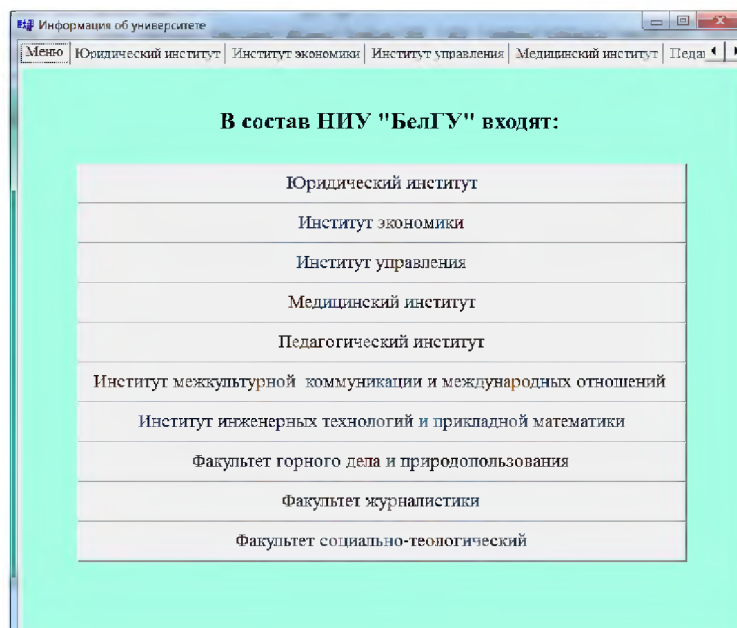 Информация об университете
Меню Юридический институт Институт экономики Институт управления Медицинский институт Педа
В состав НИУ "БелГУ" входят:
Юридический институт
Институт экономики
Институт управления
Медицинский институт
Педагогический институт
Институт межкультурной коммуникации и международных отношений
Институт инженерных технологий и прикладной математики
Факультет горного дела и природопользования
Факультет журналистики
Факультет социально-теологический